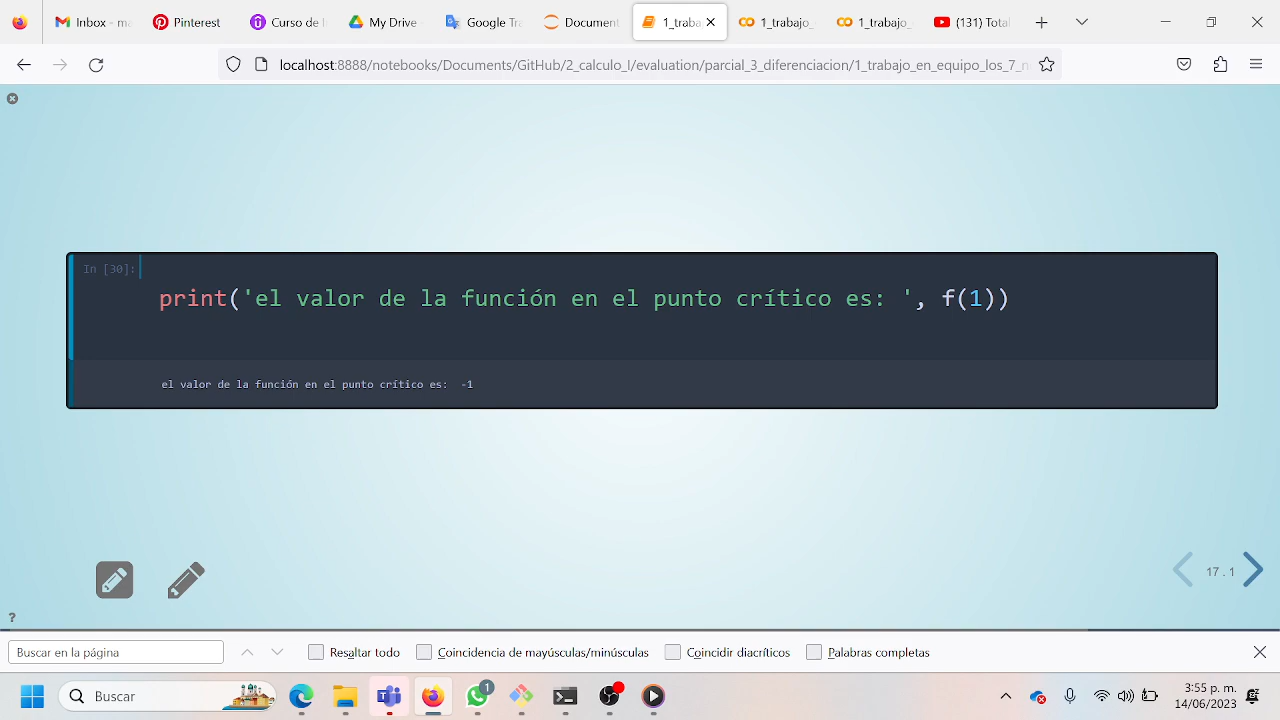 Inbox - ma
Pinterest
Curso de l
My Drive -
Google Tra
Document
1_traba
1_trabajo_
1_trabajo_
(131) Total
localhost:8888/notebooks/Documents/GitHub/2_calculo_I/evaluation/parcial_3_diferenciacion/1_trabajo_en_equipo_los_7_n
In [30]:
print('el valor de la función en el punto crítico es: ', f(1))
el valor de la función en el punto crítico es:  -1
17 . 1
?
Buscar en la página
Resaltar todo
Coincidencia de mayúsculas/minúsculas
Coincidir diacríticos
Palabras completas
Buscar
1
3:55 p. m.
14/06/2023